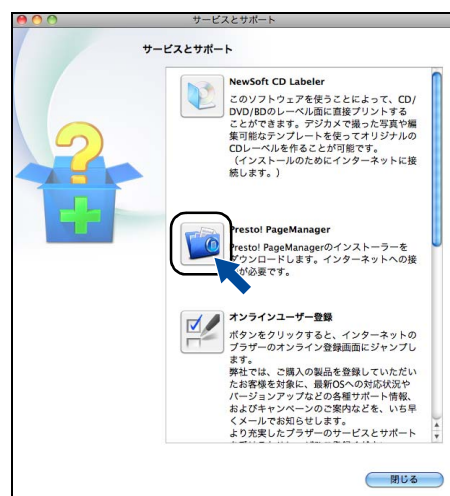 サービスとサポート
サービスとサポート
NewSoft CD Labeler
このソフトウェアを使うことによって、CD/
DVD/BDのレーベル面に直接プリントする
ことができます。デジカメで撮った写真や編
集可能なテンプレートを使ってオリジナルの
CDレーベルを作ることが可能です。
（インストールのためにインターネットに接
続します。）
Presto! PageManager
Presto! PageManagerのインストーラーを
ダウンロードします。インターネットへの接
が必要です。
オンラインユーザー登録
ボタンをクリックすると、インターネットの
ブラザーのオンライン登録画面にジャンプし
ます。
弊社では、ご購入の製品を登録していただい
たお客様を対象に、最新OSへの対応状況や
バージョンアップなどの各種サポート情報、
およびキャンペーンのご案内などを、いち早
くメールでお知らせします。
より充実したブラザーのサービスとサポート
閉じる